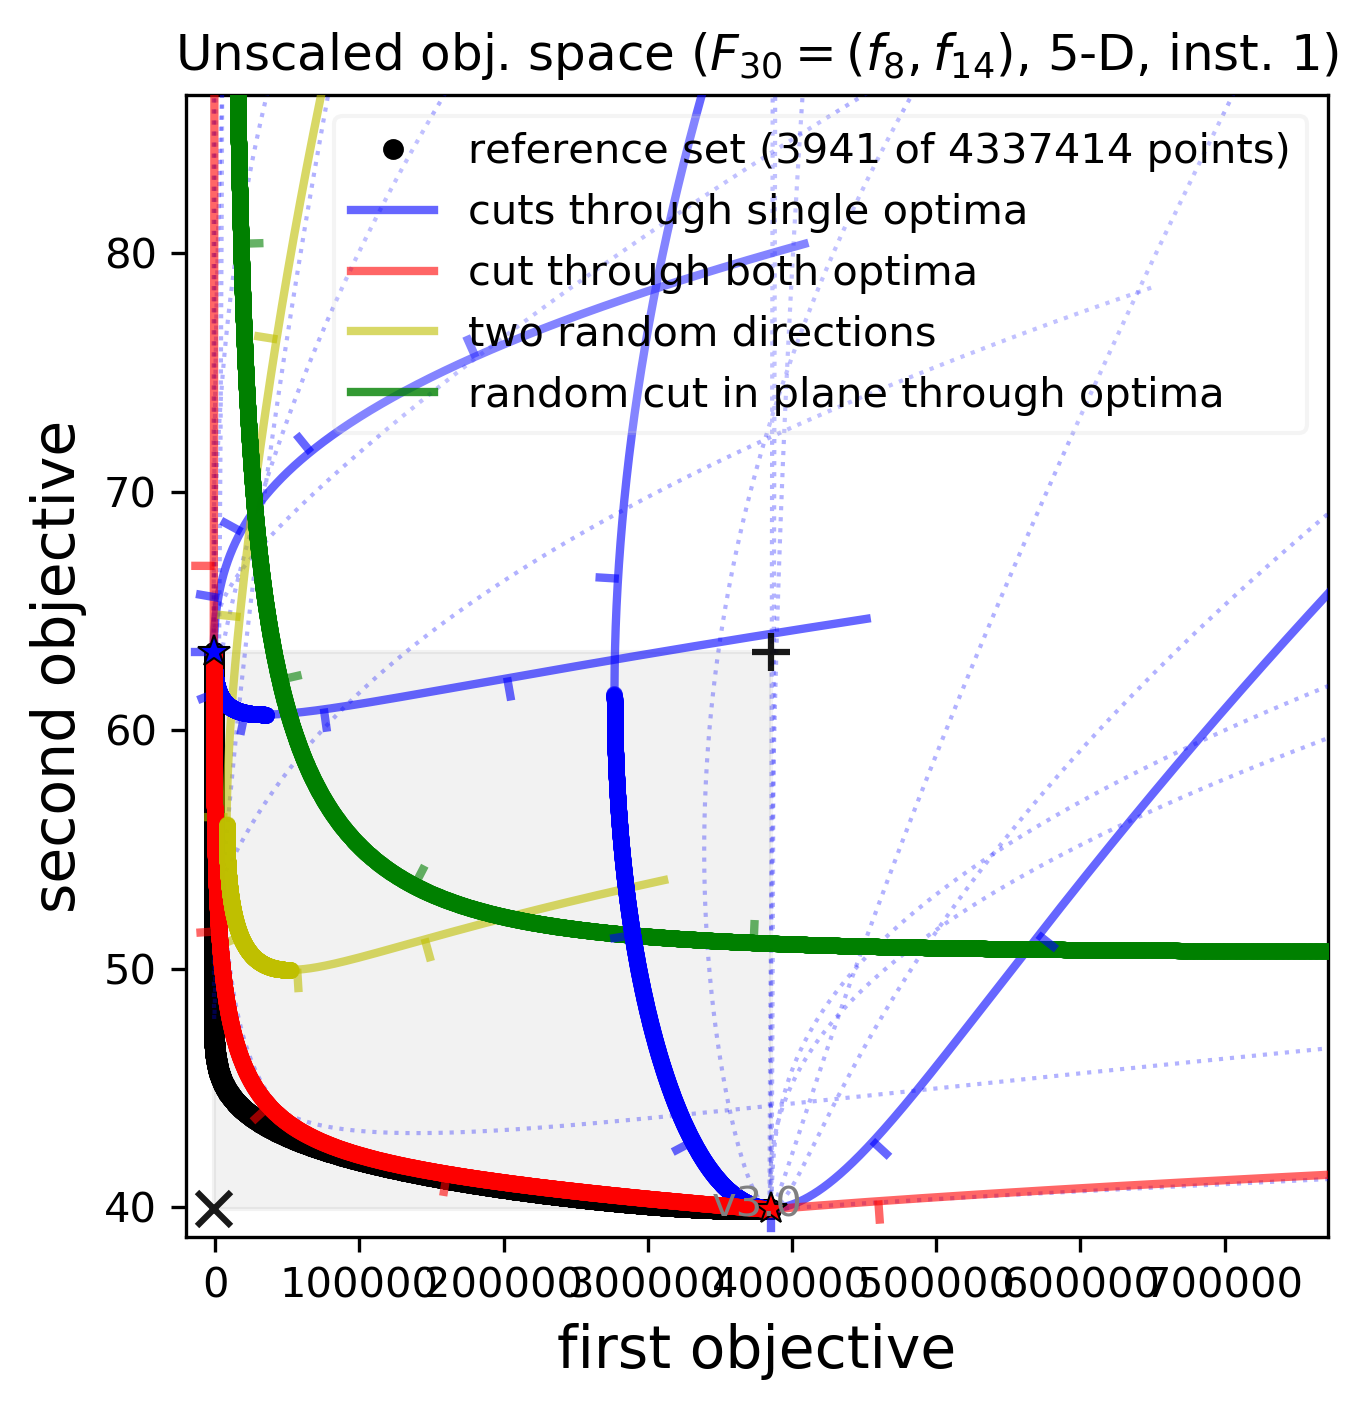 Unscaled obj. space (F30 = (f8, f14), 5-D, inst. 1)
reference set (3941 of 4337414 points)
cuts through single optima
cut through both optima
two random directions
random cut in plane through optima
80
70
60
50
40
second objective
v3.0
0 100000 200000 300000 400000 500000 600000 700000
first objective